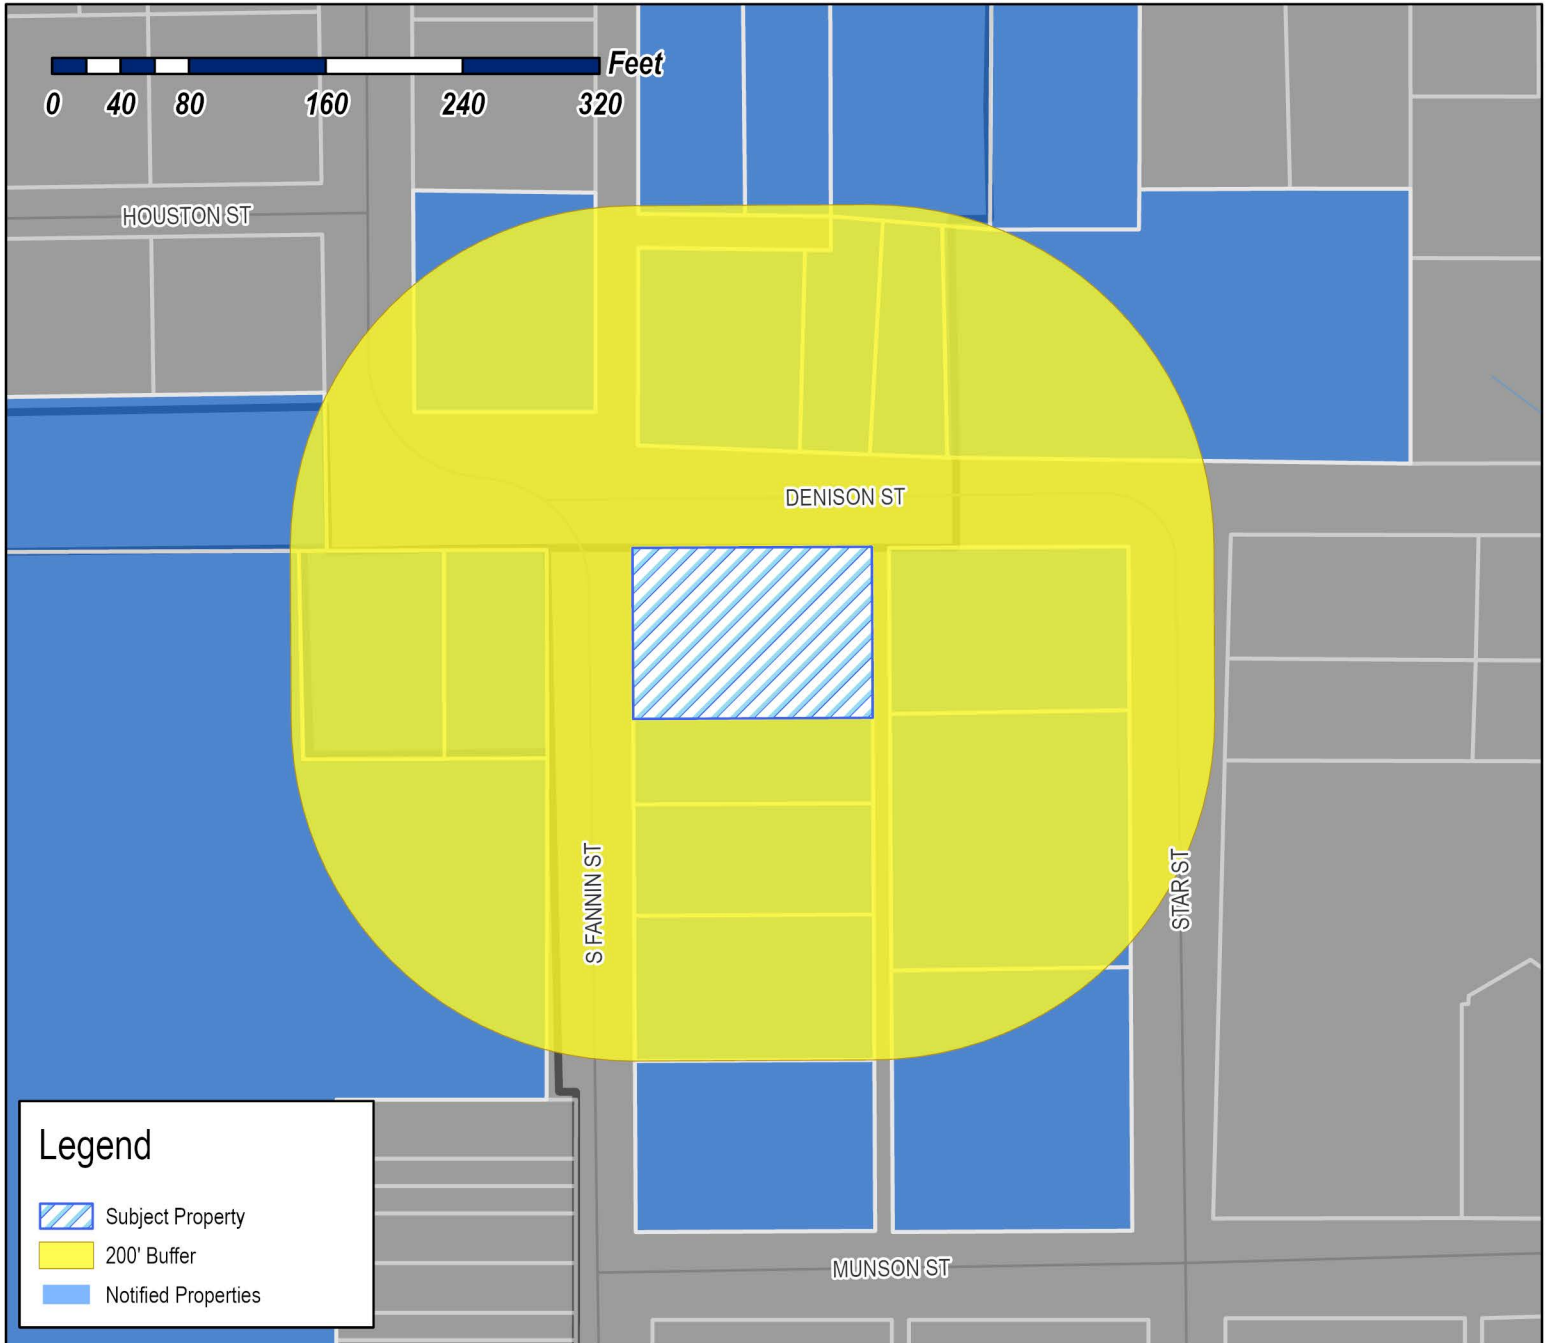 Feet
0 40 80 160 240 320
HOUSTON ST
DENISON ST
S FANNIN ST
STAR ST
MUNSON ST
Legend
Subject Property
200' Buffer
Notified Properties